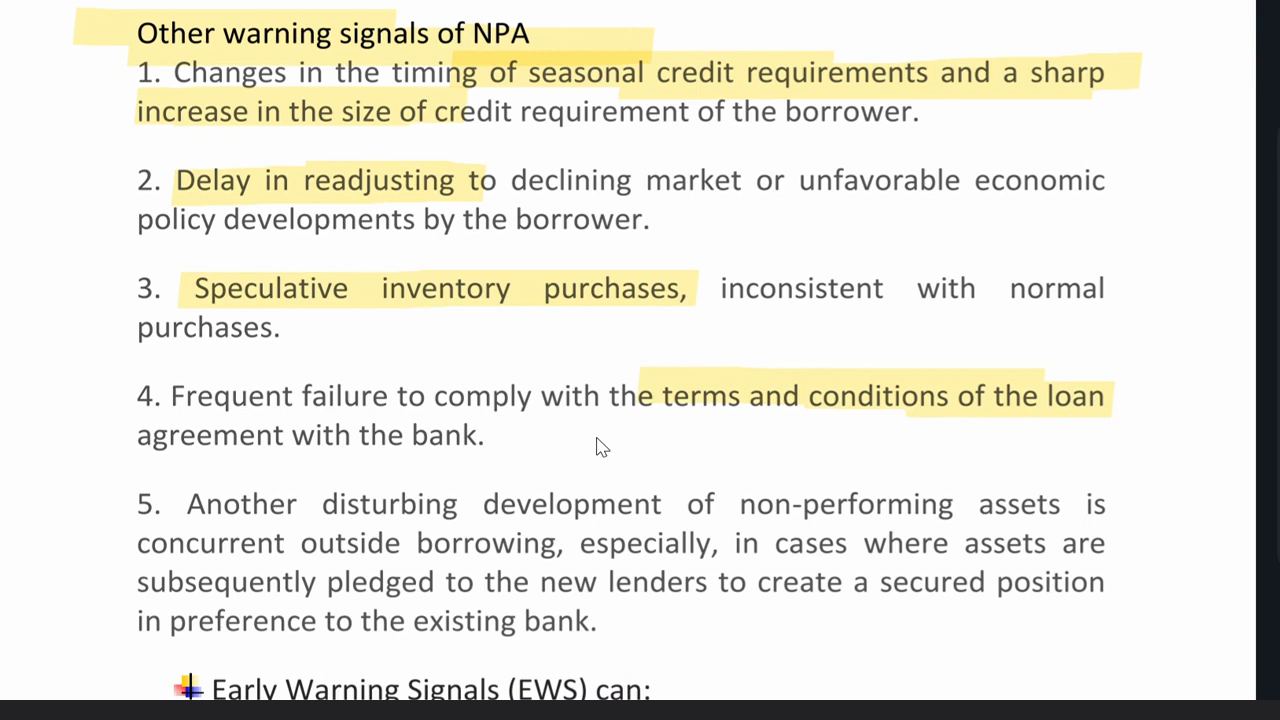 Other warning signals of NPA
1. Changes in the timing of seasonal credit requirements and a sharp
increase in the size of credit requirement of the borrower.
2. Delay in readjusting to declining market or unfavorable economic
policy developments by the borrower.
3. Speculative inventory purchases, inconsistent with normal
purchases.
4. Frequent failure to comply with the terms and conditions of the loan
agreement with the bank.
5. Another disturbing development of non-performing assets is
concurrent outside borrowing, especially, in cases where assets are
subsequently pledged to the new lenders to create a secured position
in preference to the existing bank.
Early Warning Signals (EWS) can: